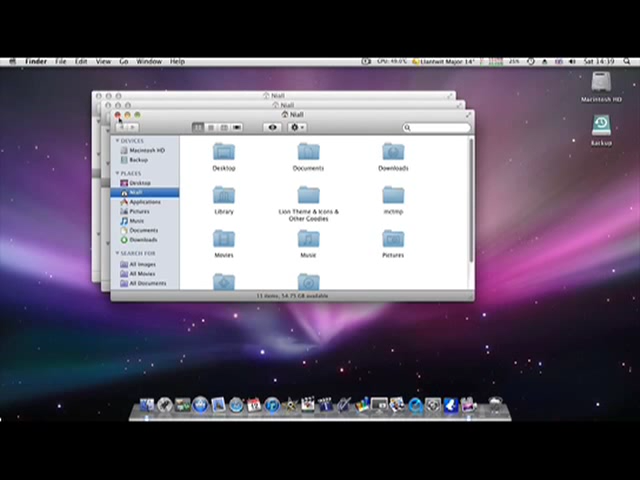 Finder File Edit View Go Window Help
CPU: 49.0°C Llantwit Major: 14° 25% Sat 14:39
Macintosh HD
Backup
Niall
Niall
Niall
DEVICES
Macintosh HD
Backup
PLACES
Desktop
Niall
Applications
Pictures
Music
Documents
Downloads
SEARCH FOR
All Images
All Movies
All Documents
Desktop Documents Downloads
Library Lion Theme & Icons & Other Goodies mctmp
Movies Music Pictures
11 items, 54.75 GB available